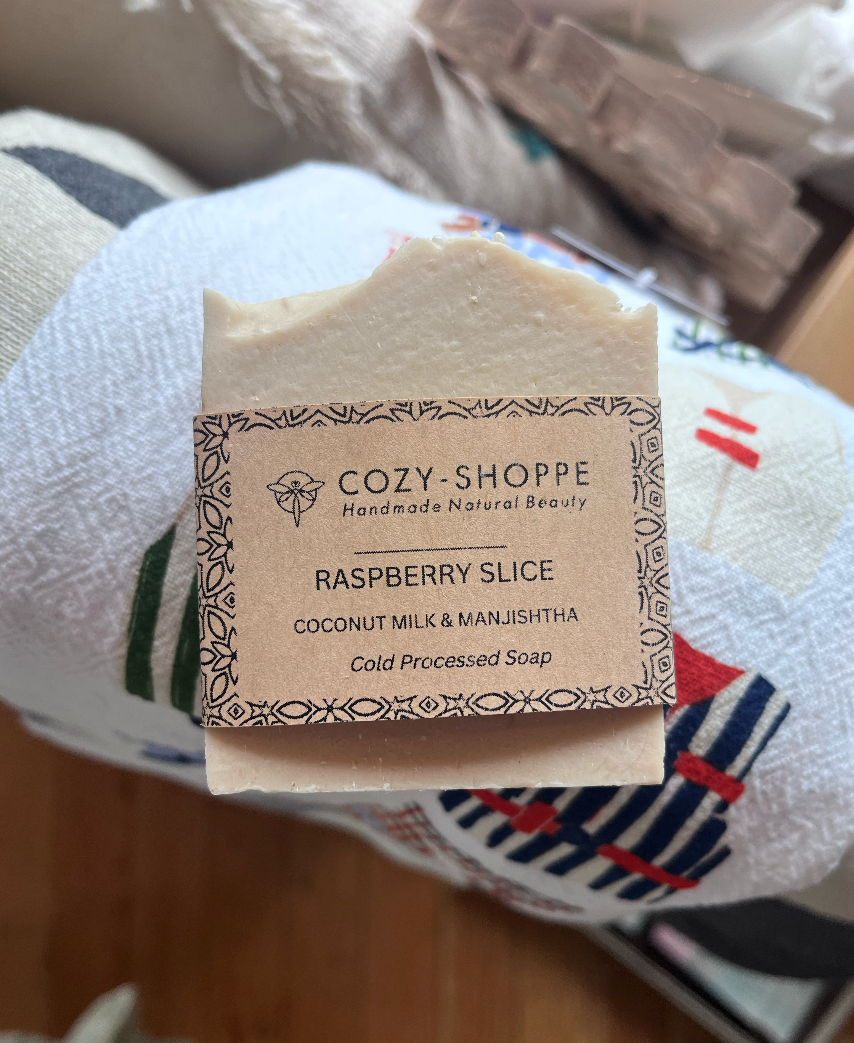 COZY-SHOPPE
Handmade Natural Beauty
RASPBERRY SLICE
COCONUT MILK & MANJISHTHA
Cold Processed Soap